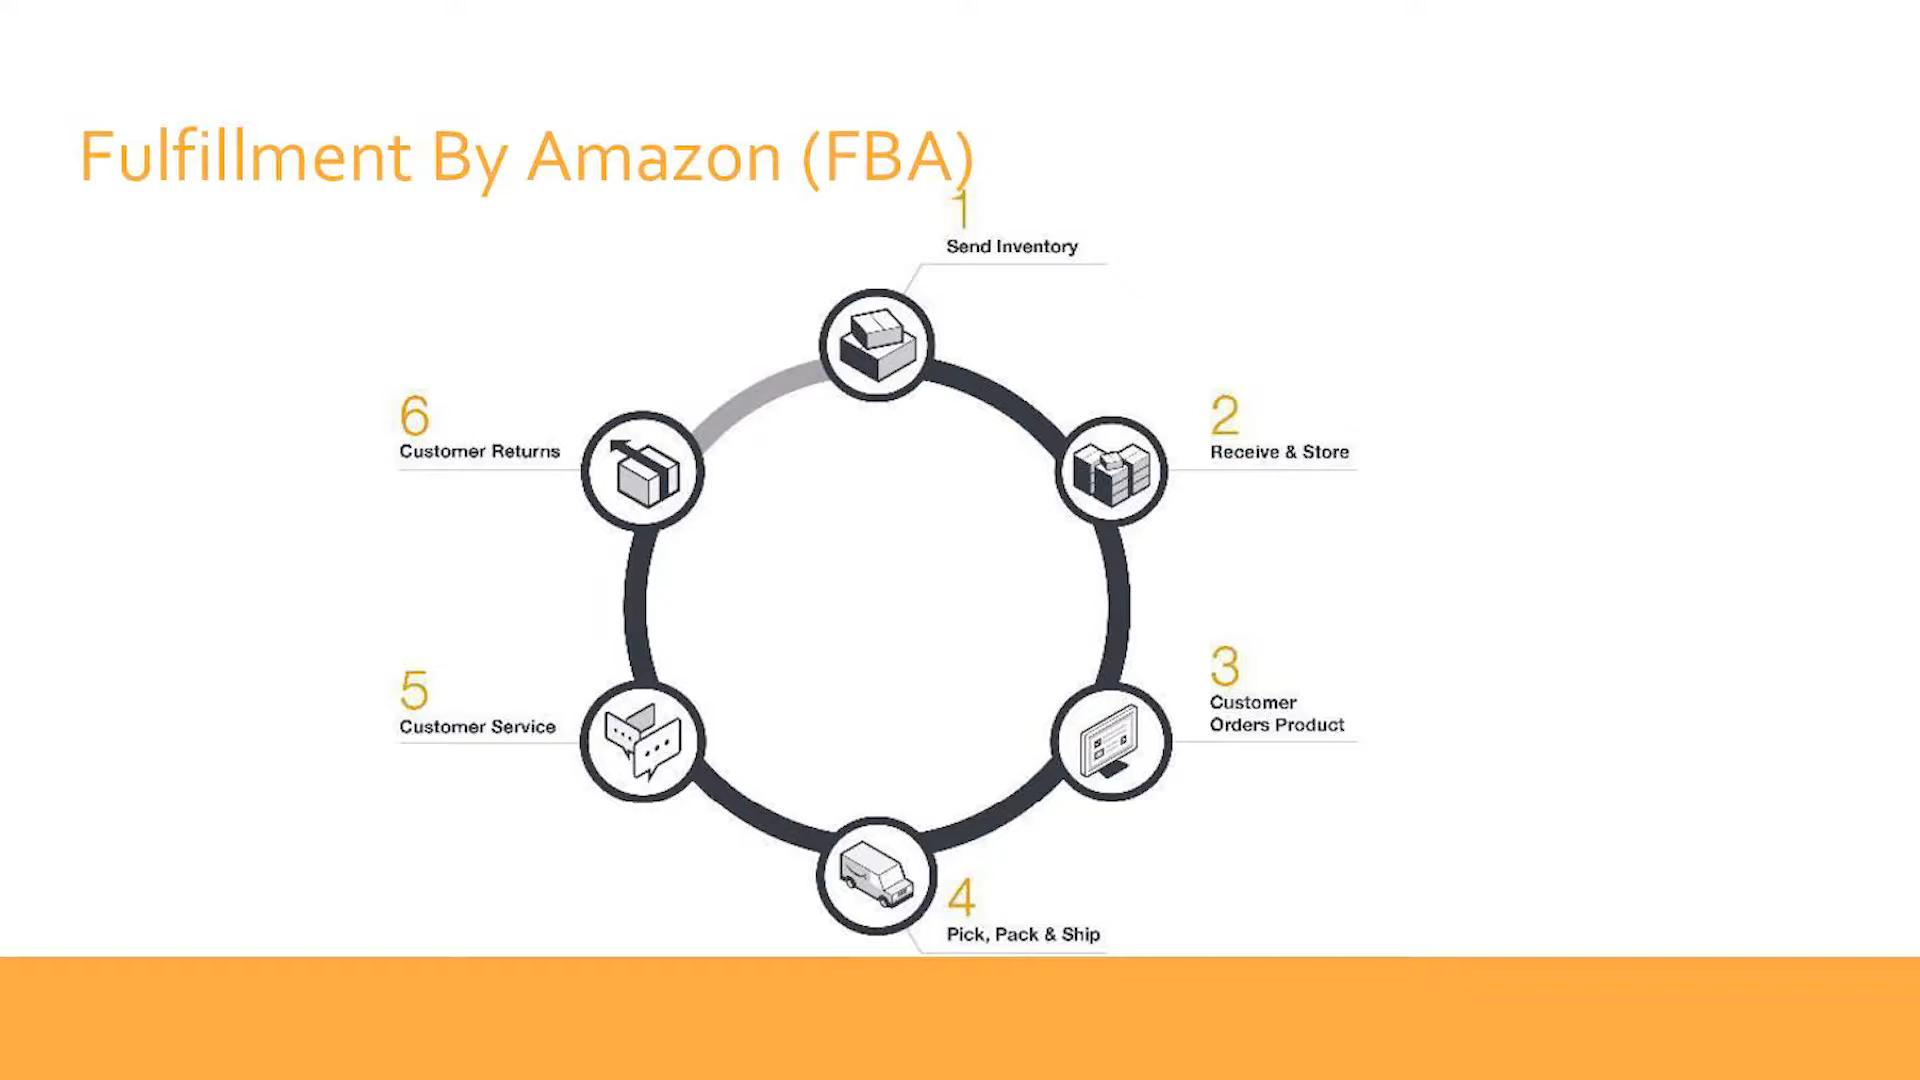 Fulfillment By Amazon (FBA)
1
Send Inventory
2
Receive & Store
3
Customer
Orders Product
4
Pick, Pack & Ship
5
Customer Service
6
Customer Returns